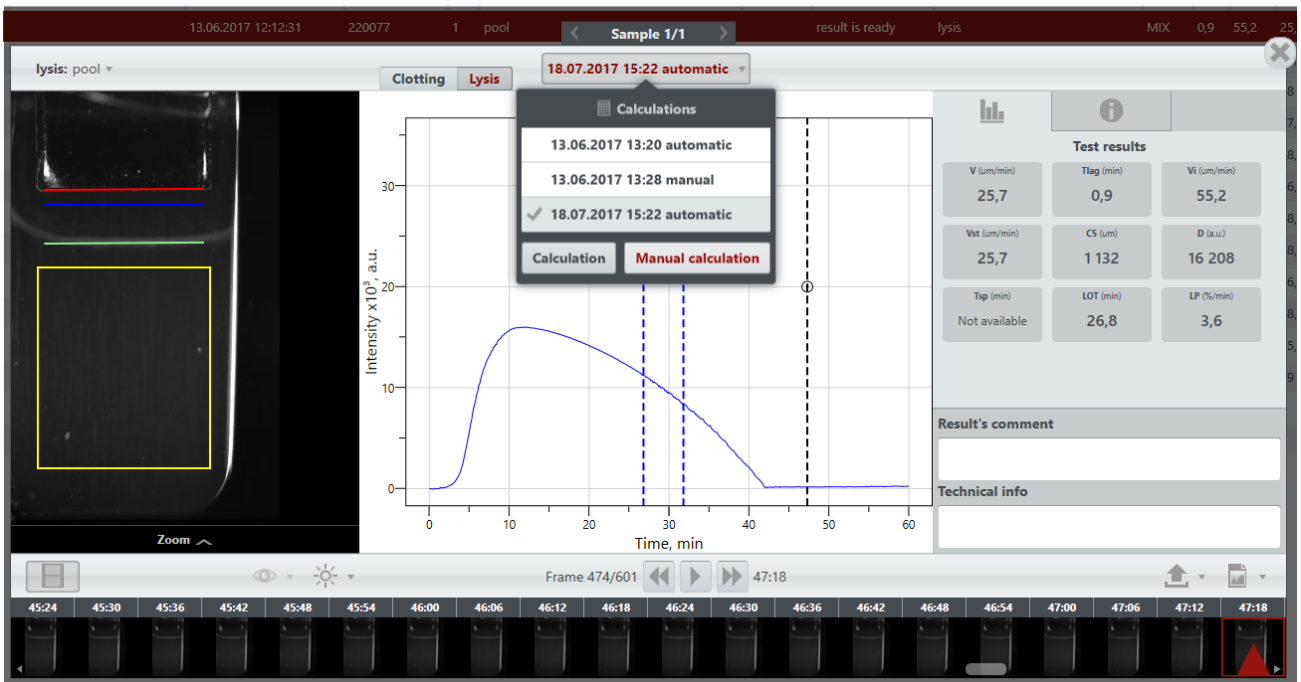 13.06.2017 12:12:31 220077 1 pool result is ready lysis MIX 0,9 55,2 25,
Sample 1/1
lysis: pool
Clotting Lysis
18.07.2017 15:22 automatic
Calculations
13.06.2017 13:20 automatic
13.06.2017 13:28 manual
18.07.2017 15:22 automatic
Calculation Manual calculation
Intensity x10³, a.u.
30
20
10
0
0 10 20 30 40 50 60
Time, min
Zoom
Test results
V (um/min) Tlag (min) Vi (um/min)
25,7 0,9 55,2
Vst (um/min) CS (um) D (a.u.)
25,7 1 132 16 208
Tsp (min) LOT (min) LP (%/min)
Not available 26,8 3,6
Result's comment
Technical info
Frame 474/601 47:18
45:24 45:30 45:36 45:42 45:48 45:54 46:00 46:06 46:12 46:18 46:24 46:30 46:36 46:42 46:48 46:54 47:00 47:06 47:12 47:18